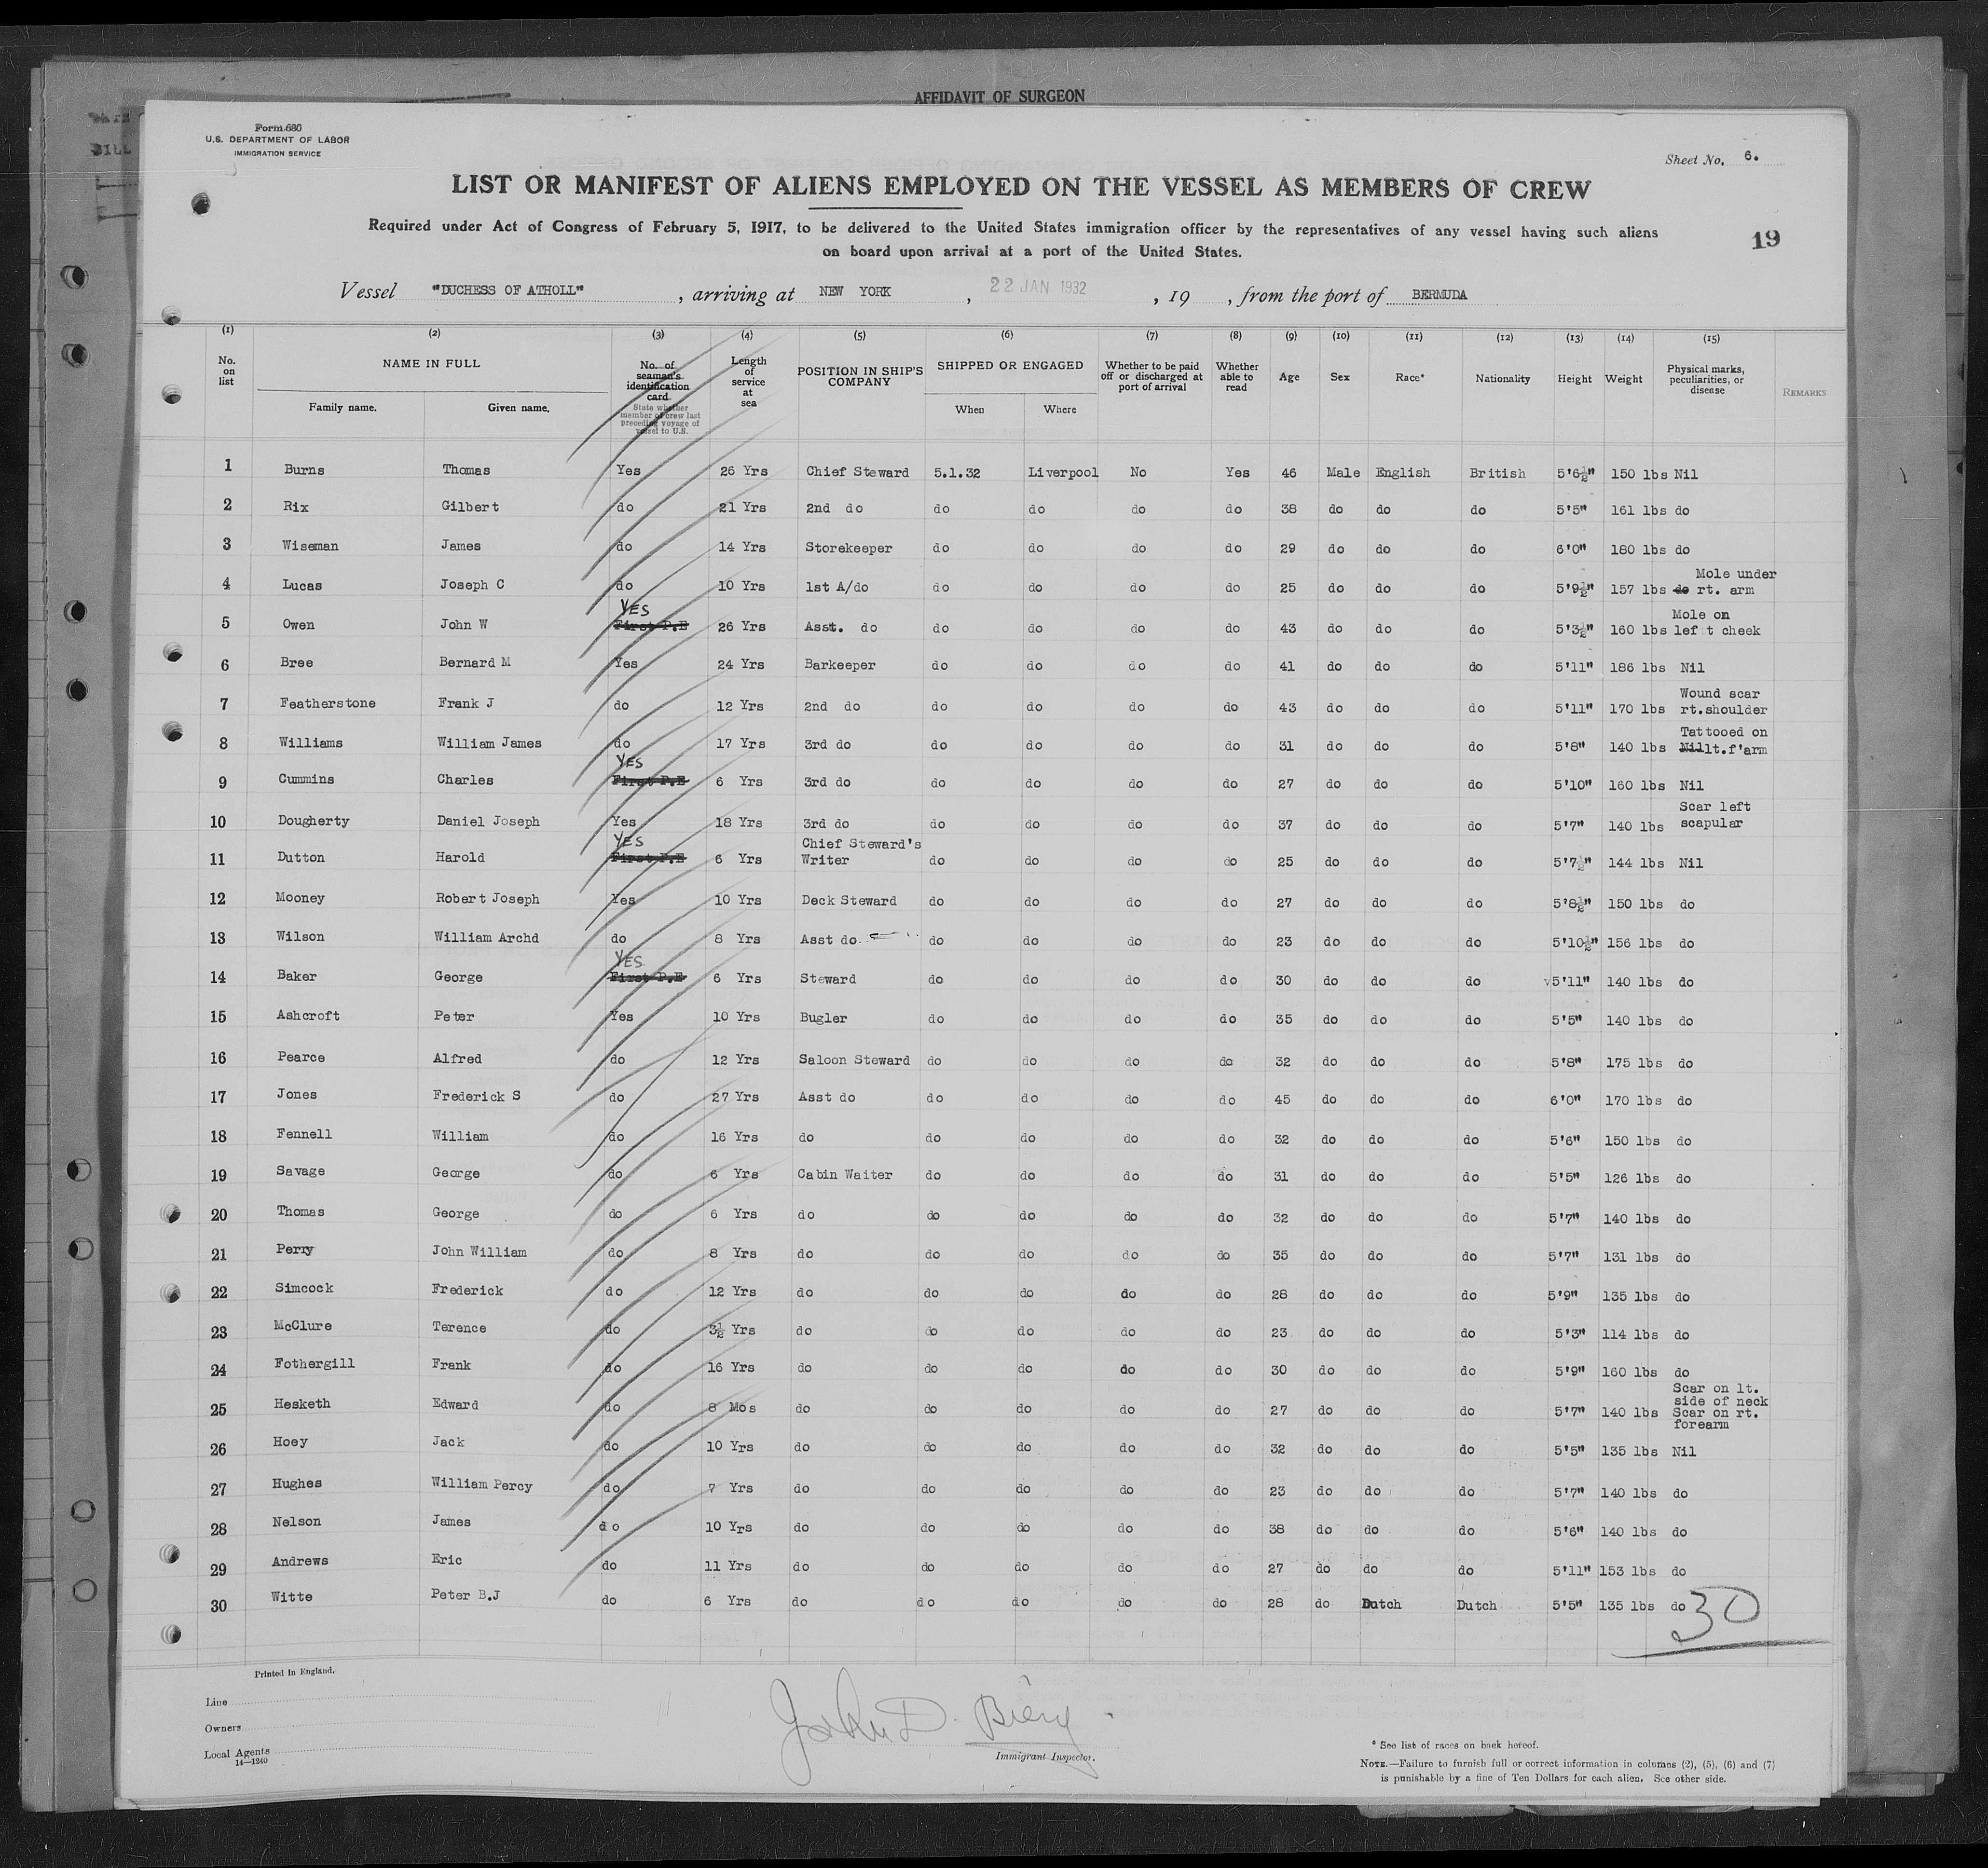 AFFIDAVIT OF SURGEON
Form 680
U.S. DEPARTMENT OF LABOR
IMMIGRATION SERVICE
Sheet No. 6.
LIST OR MANIFEST OF ALIENS EMPLOYED ON THE VESSEL AS MEMBERS OF CREW
Required under Act of Congress of February 5, 1917, to be delivered to the United States immigration officer by the representatives of any vessel having such aliens
on board upon arrival at a port of the United States.
19
Vessel "DUCHESS OF ATHOLL" , arriving at NEW YORK , 22 JAN 1932 , 19 , from the port of BERMUDA
(1) (2) (3) (4) (5) (6) (7) (8) (9) (10) (11) (12) (13) (14) (15)
No. on list NAME IN FULL Family name. Given name. No. of seaman's identification card. State whether member of crew last preceding voyage of vessel to U.S. Length of service at sea POSITION IN SHIP'S COMPANY SHIPPED OR ENGAGED When Where Whether to be paid off or discharged at port of arrival Whether able to read Age Sex Race* Nationality Height Weight Physical marks, peculiarities, or disease REMARKS
1 Burns Thomas Yes 26 Yrs Chief Steward 5.1.32 Liverpool No Yes 46 Male English British 5'6½" 150 lbs Nil
2 Rix Gilbert do 21 Yrs 2nd do do do do do 38 do do do 5'5" 161 lbs do
3 Wiseman James do 14 Yrs Storekeeper do do do do 29 do do do 6'0" 180 lbs do
4 Lucas Joseph C do 10 Yrs 1st A/do do do do do 25 do do do 5'9½" 157 lbs do Mole under rt. arm
5 Owen John W YES First P.E 26 Yrs Asst. do do do do do 43 do do do 5'3½" 160 lbs Mole on left cheek
6 Bree Bernard M Yes 24 Yrs Barkeeper do do do do 41 do do do 5'11" 186 lbs Nil
7 Featherstone Frank J do 12 Yrs 2nd do do do do do 43 do do do 5'11" 170 lbs Wound scar rt.shoulder
8 Williams William James do 17 Yrs 3rd do do do do do 31 do do do 5'8" 140 lbs Tattooed on Nil lt.f'arm
9 Cummins Charles YES First P.E 6 Yrs 3rd do do do do do 27 do do do 5'10" 160 lbs Nil
10 Dougherty Daniel Joseph Yes 18 Yrs 3rd do do do do do 37 do do do 5'7" 140 lbs Scar left scapular
11 Dutton Harold YES First P.E 6 Yrs Chief Steward's Writer do do do do 25 do do do 5'7½" 144 lbs Nil
12 Mooney Robert Joseph Yes 10 Yrs Deck Steward do do do do 27 do do do 5'8½" 150 lbs do
13 Wilson William Archd do 8 Yrs Asst do do do do do 23 do do do 5'10½" 156 lbs do
14 Baker George YES First P.E 6 Yrs Steward do do do do 30 do do do 5'11" 140 lbs do
15 Ashcroft Peter Yes 10 Yrs Bugler do do do do 35 do do do 5'5" 140 lbs do
16 Pearce Alfred do 12 Yrs Saloon Steward do do do do 32 do do do 5'8" 175 lbs do
17 Jones Frederick S do 27 Yrs Asst do do do do do 45 do do do 6'0" 170 lbs do
18 Fennell William do 16 Yrs do do do do do 32 do do do 5'6" 150 lbs do
19 Savage George do 6 Yrs Cabin Waiter do do do do 31 do do do 5'5" 126 lbs do
20 Thomas George do 6 Yrs do do do do do 32 do do do 5'7" 140 lbs do
21 Perry John William do 8 Yrs do do do do do 35 do do do 5'7" 131 lbs do
22 Simcock Frederick do 12 Yrs do do do do do 28 do do do 5'9" 135 lbs do
23 McClure Terence do 3½ Yrs do do do do do 23 do do do 5'3" 114 lbs do
24 Fothergill Frank do 16 Yrs do do do do do 30 do do do 5'9" 160 lbs do
25 Hesketh Edward do 8 Mos do do do do do 27 do do do 5'7" 140 lbs Scar on lt. side of neck Scar on rt. forearm
26 Hoey Jack do 10 Yrs do do do do do 32 do do do 5'5" 135 lbs Nil
27 Hughes William Percy do 7 Yrs do do do do do 23 do do do 5'7" 140 lbs do
28 Nelson James do 10 Yrs do do do do do 38 do do do 5'6" 140 lbs do
29 Andrews Eric do 11 Yrs do do do do do 27 do do do 5'11" 153 lbs do
30 Witte Peter B.J do 6 Yrs do do do do do 28 do Dutch Dutch 5'5" 135 lbs do
30
Printed in England.
Line
Owners
Local Agents
14—1240
John D.
Immigrant Inspector.
* See list of races on back hereof.
NOTE.—Failure to furnish full or correct information in columns (2), (5), (6) and (7)
is punishable by a fine of Ten Dollars for each alien. See other side.